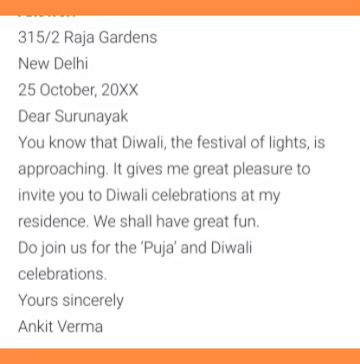 315/2 Raja Gardens
New Delhi
25 October, 20XX
Dear Surunayak
You know that Diwali, the festival of lights, is
approaching. It gives me great pleasure to
invite you to Diwali celebrations at my
residence. We shall have great fun.
Do join us for the ‘Puja’ and Diwali
celebrations.
Yours sincerely
Ankit Verma